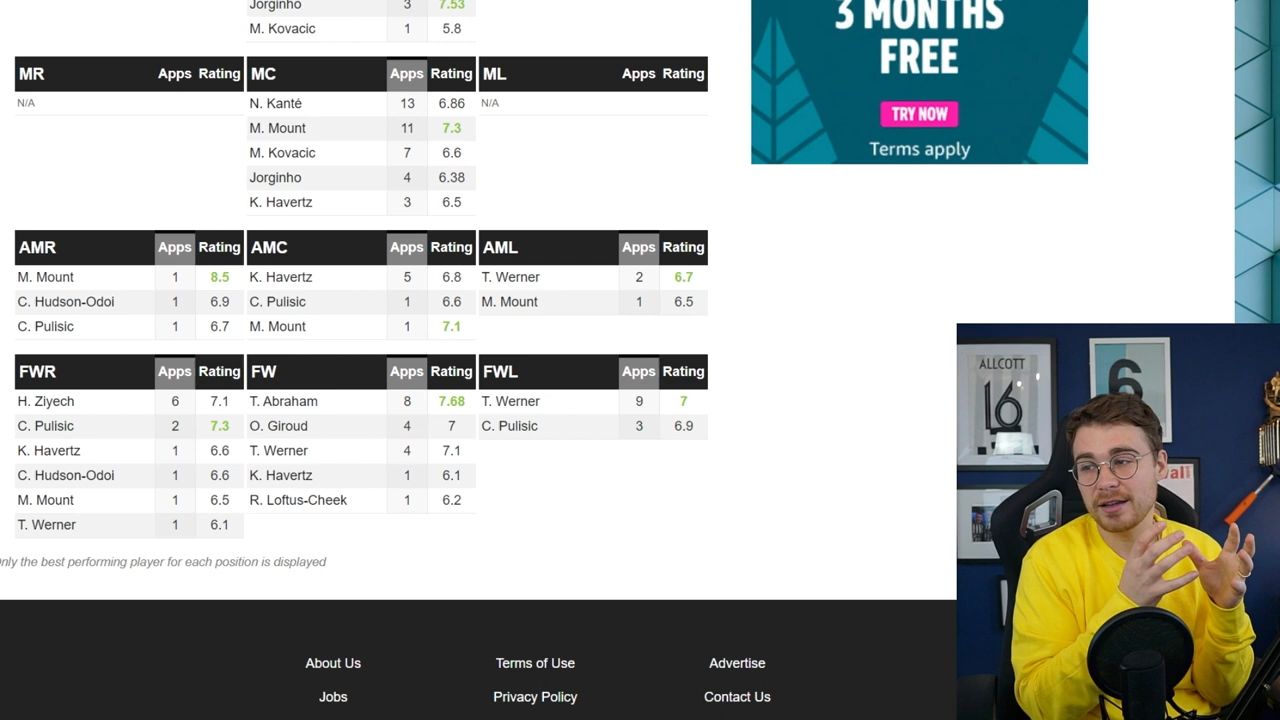 Jorginho 3 7.53
M. Kovacic 1 5.8
MR Apps Rating
N/A
MC Apps Rating
N. Kanté 13 6.86
M. Mount 11 7.3
M. Kovacic 7 6.6
Jorginho 4 6.38
K. Havertz 3 6.5
ML Apps Rating
N/A
AMR Apps Rating
M. Mount 1 8.5
C. Hudson-Odoi 1 6.9
C. Pulisic 1 6.7
AMC Apps Rating
K. Havertz 5 6.8
C. Pulisic 1 6.6
M. Mount 1 7.1
AML Apps Rating
T. Werner 2 6.7
M. Mount 1 6.5
FWR Apps Rating
H. Ziyech 6 7.1
C. Pulisic 2 7.3
K. Havertz 1 6.6
C. Hudson-Odoi 1 6.6
M. Mount 1 6.5
T. Werner 1 6.1
FW Apps Rating
T. Abraham 8 7.68
O. Giroud 4 7
T. Werner 4 7.1
K. Havertz 1 6.1
R. Loftus-Cheek 1 6.2
FWL Apps Rating
T. Werner 9 7
C. Pulisic 3 6.9
nly the best performing player for each position is displayed
About Us Terms of Use Advertise
Jobs Privacy Policy Contact Us
3 MONTHS
FREE
TRY NOW
Terms apply
ALLCOTT
16
6